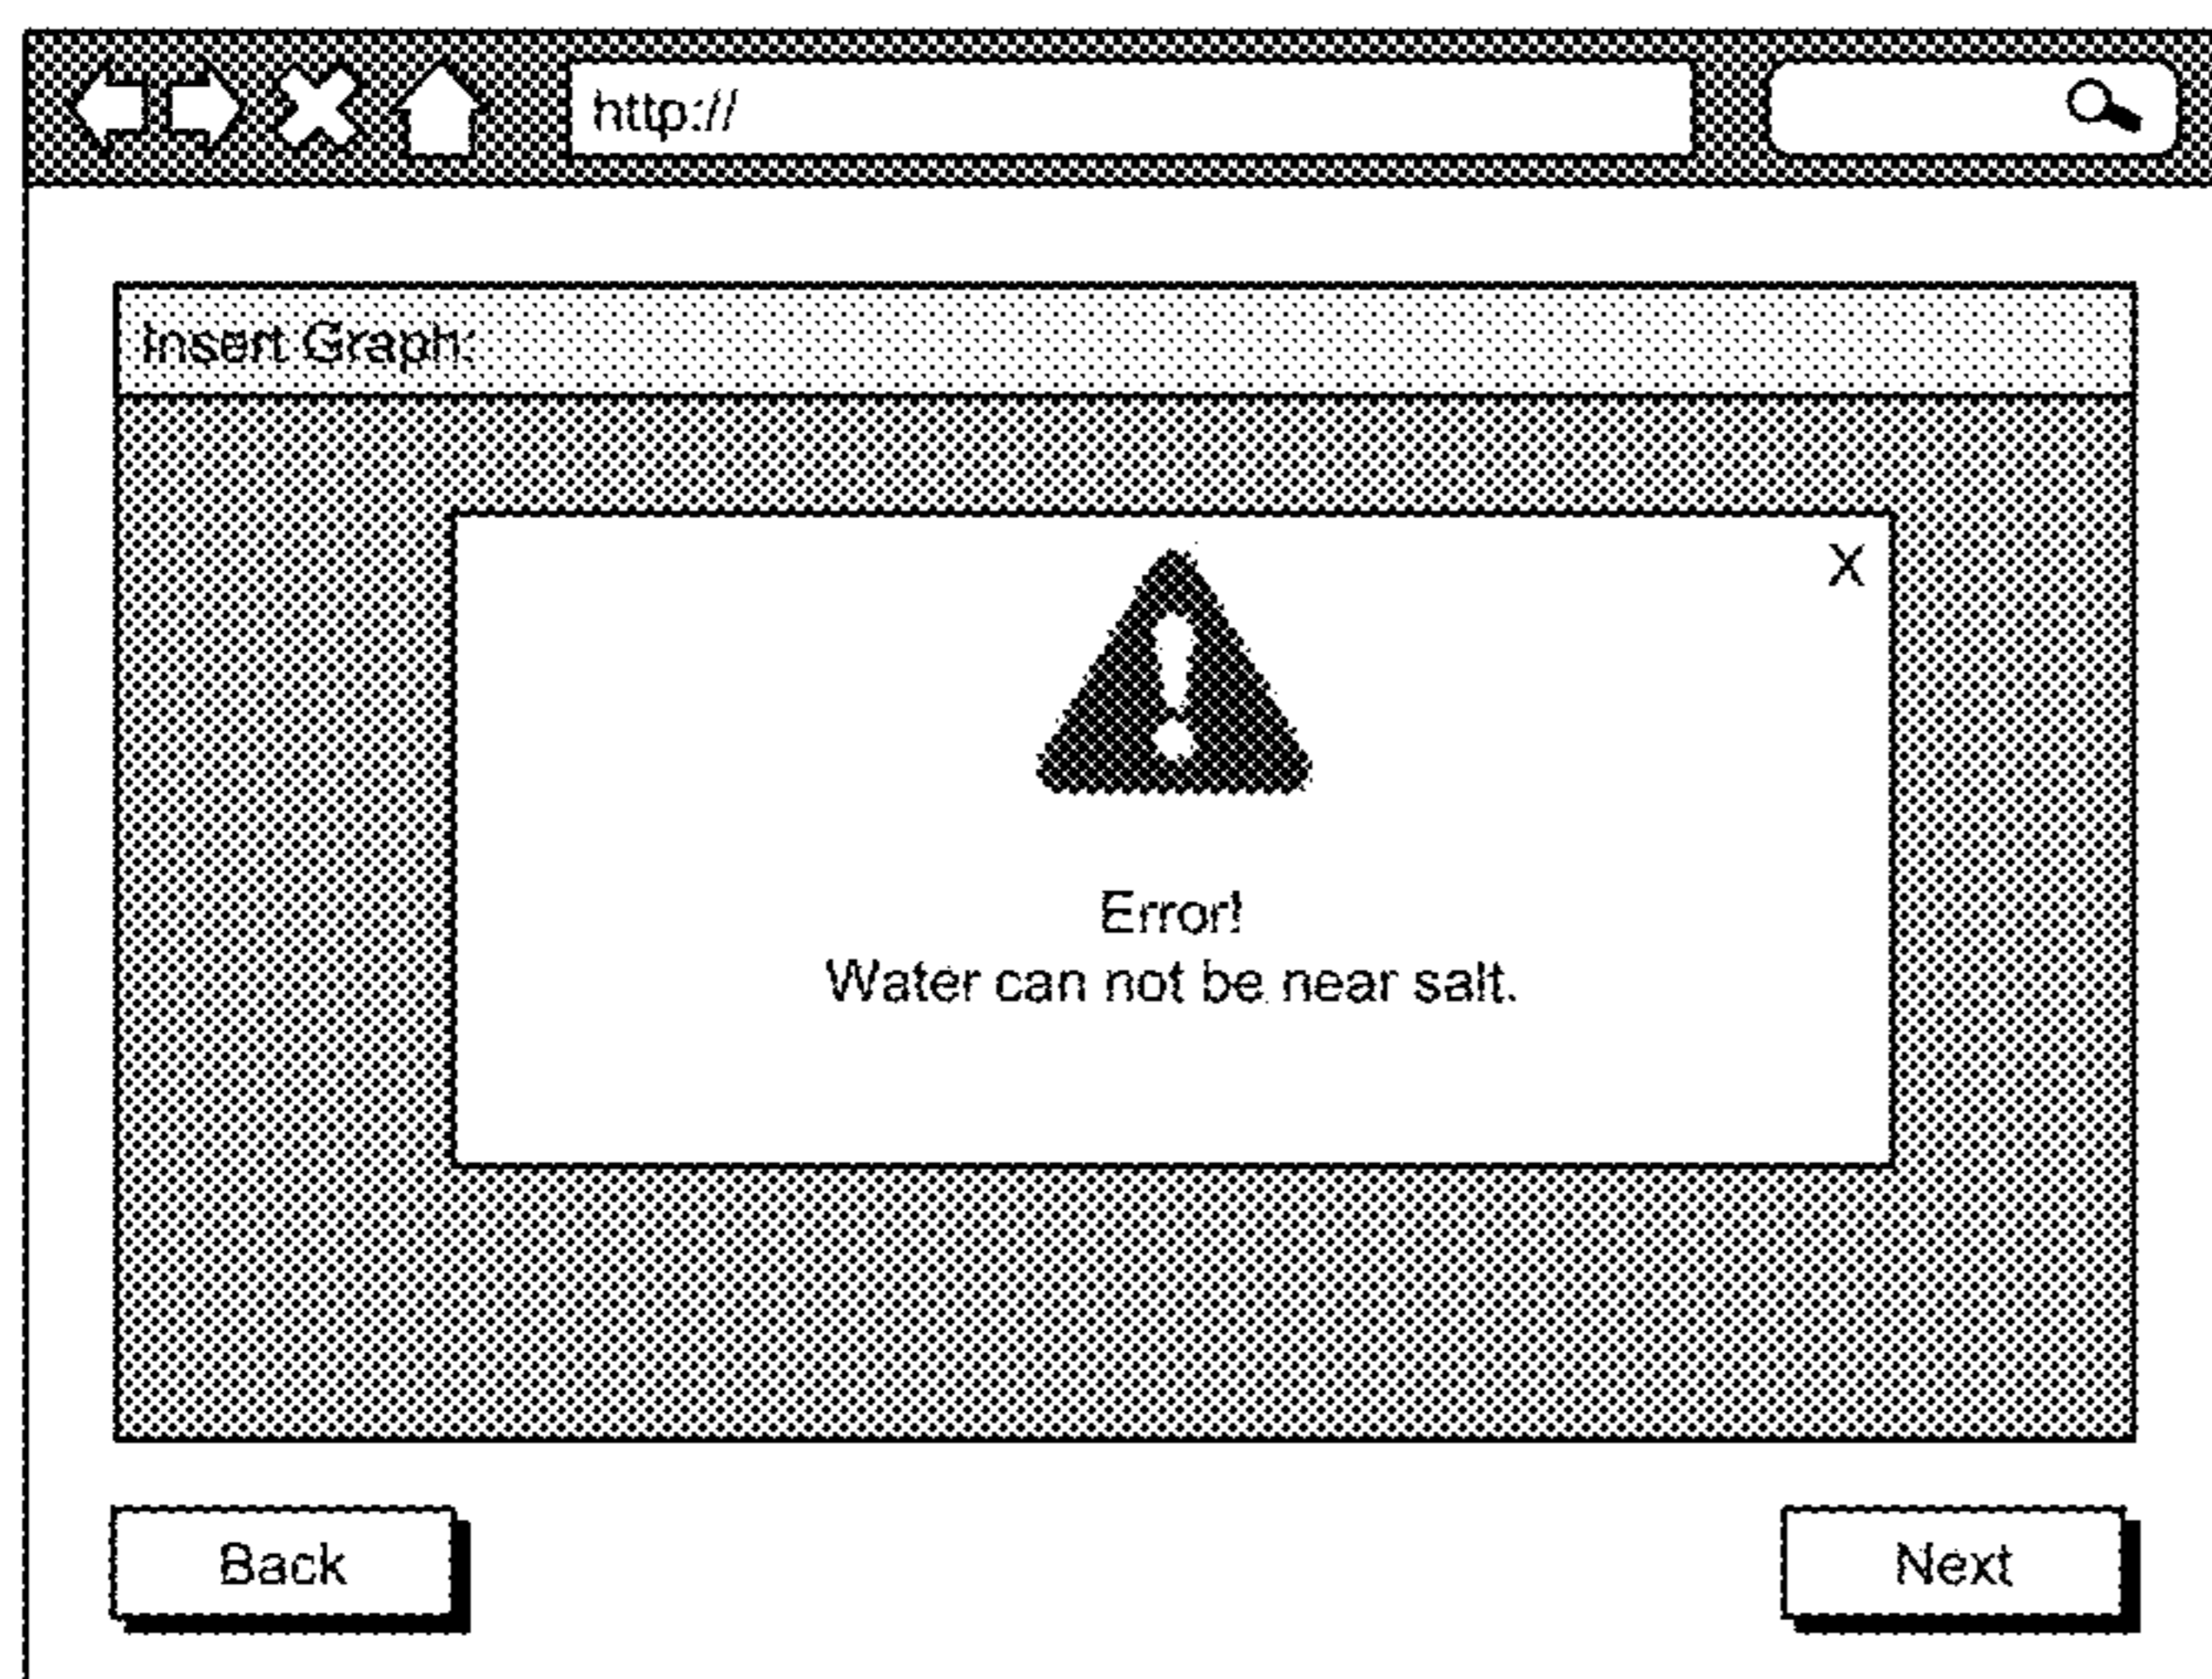 http://
Insert Graph:
X
Error!
Water can not be near salt.
Back
Next